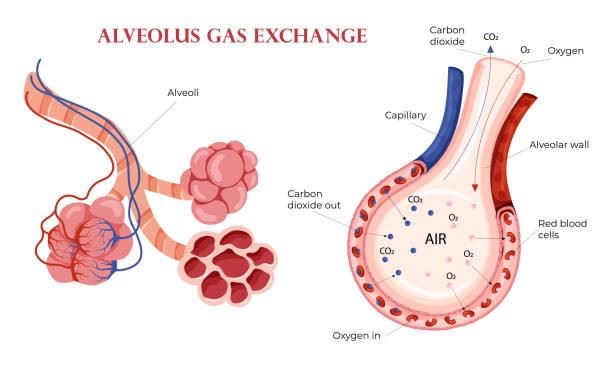 ALVEOLUS GAS EXCHANGE
Alveoli
Carbon
dioxide
CO₂
O₂
Oxygen
Capillary
Alveolar wall
Carbon
dioxide out
CO₂
O₂
AIR
CO₂
O₂
O₂
Red blood
cells
Oxygen in